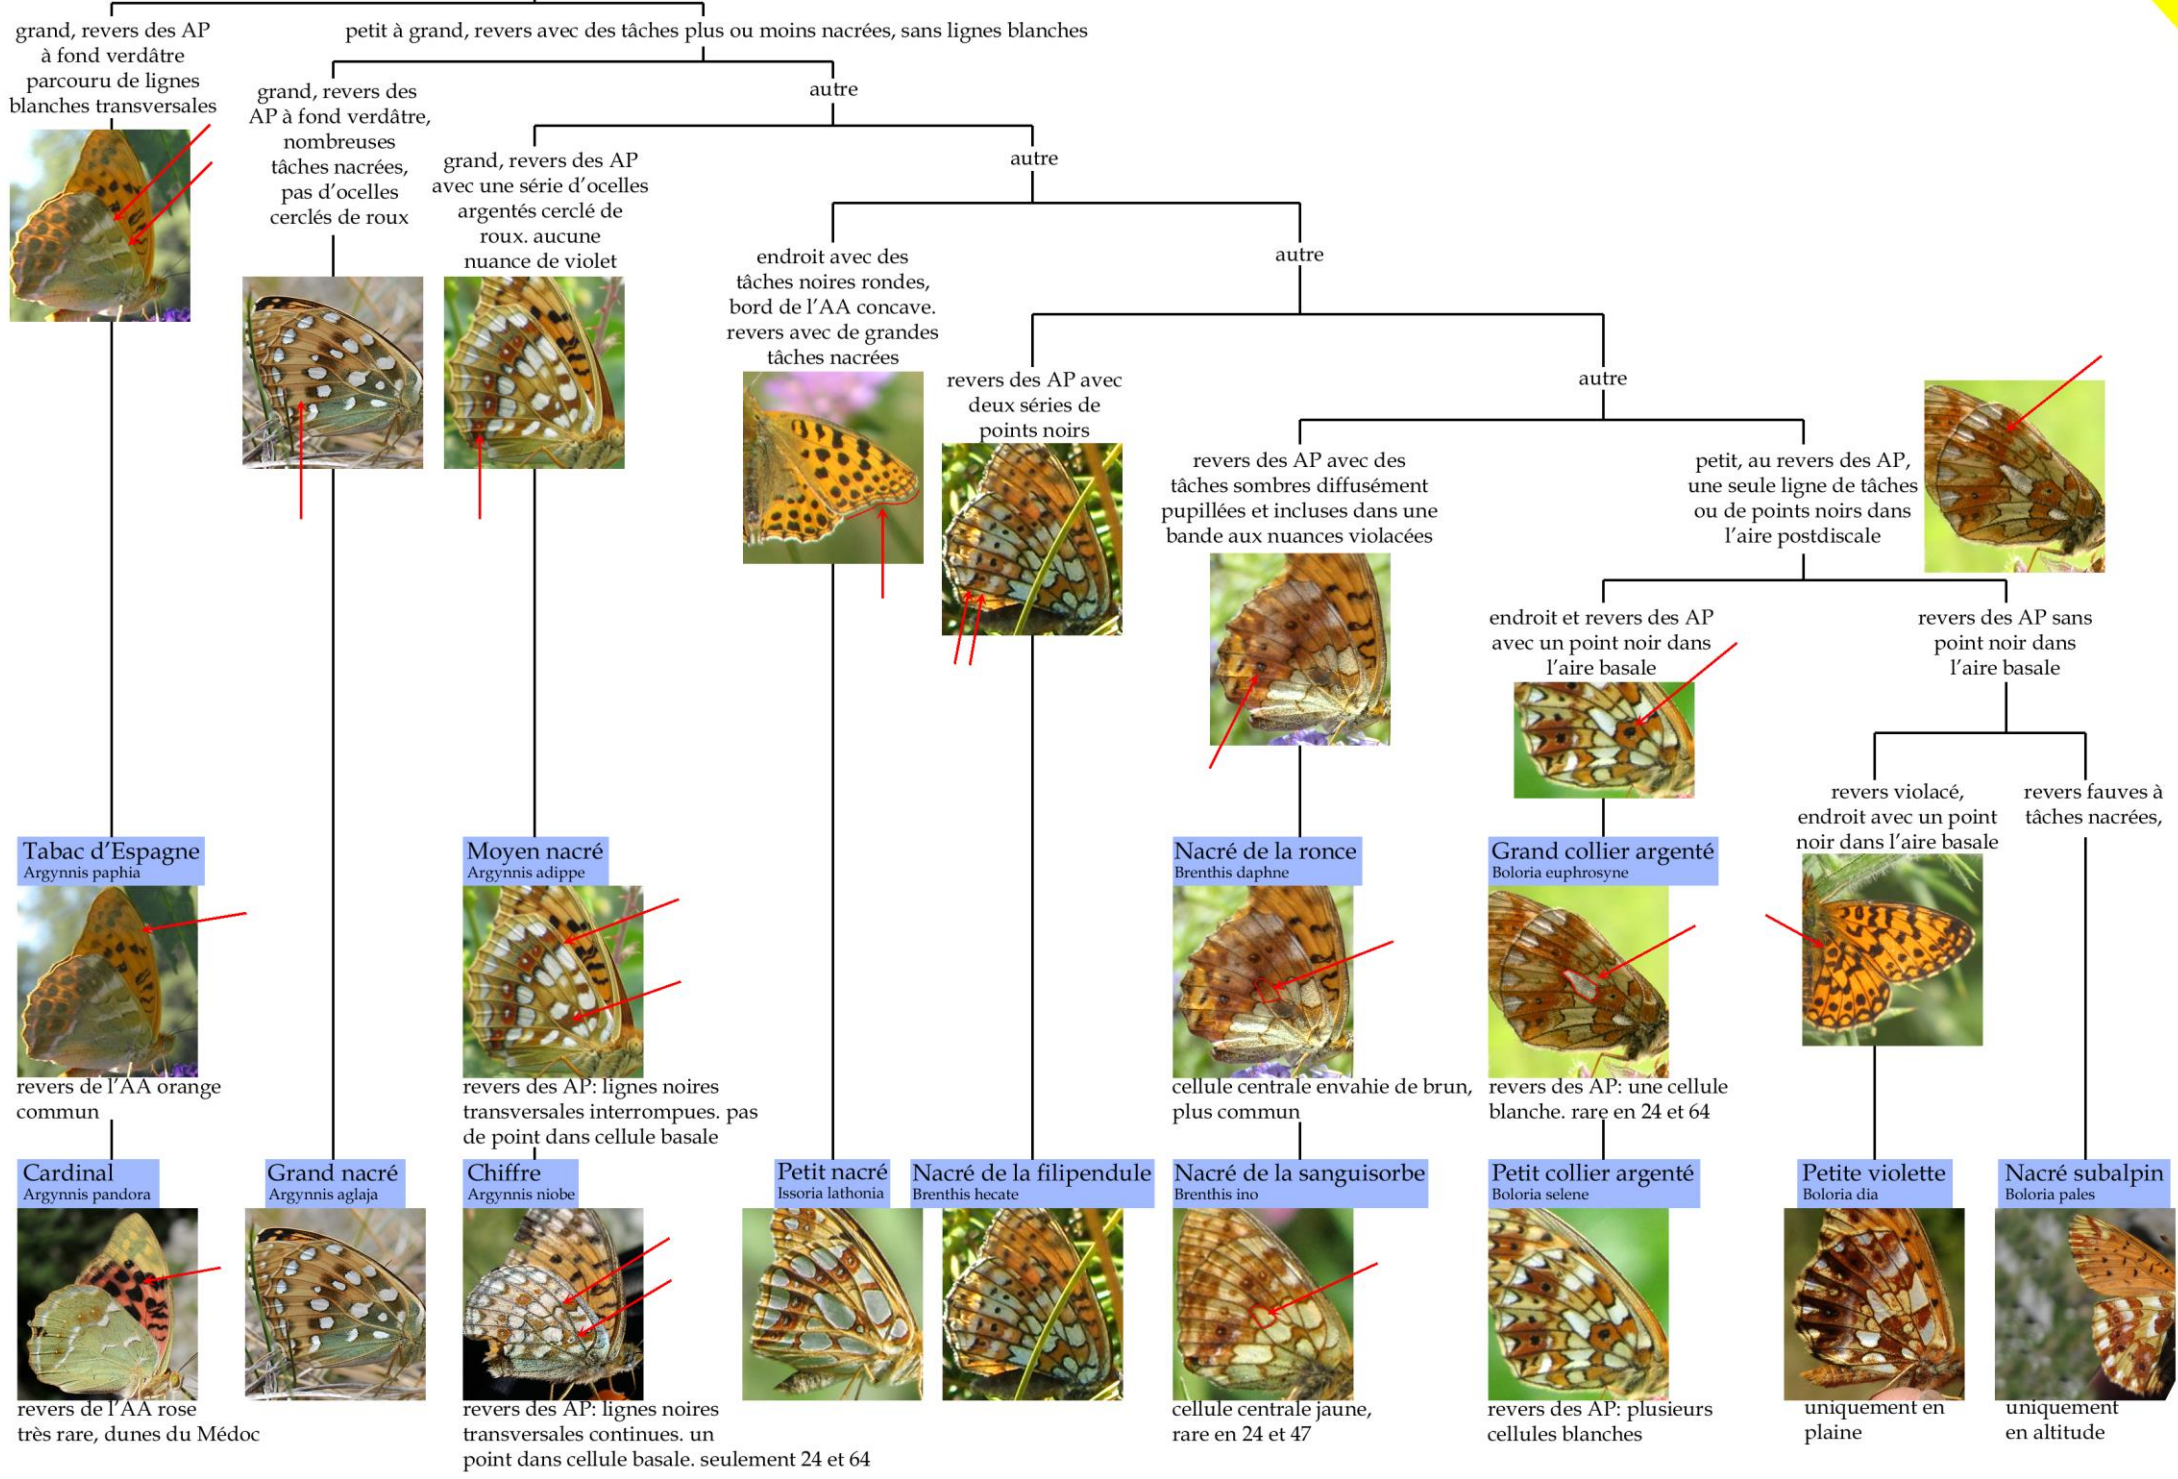 grand, revers des AP
à fond verdâtre
parcouru de lignes
blanches transversales
petit à grand, revers avec des tâches plus ou moins nacrées, sans lignes blanches
grand, revers des
AP à fond verdâtre,
nombreuses
tâches nacrées,
pas d'ocelles
cerclés de roux
autre
grand, revers des AP
avec une série d'ocelles
argentés cerclé de
roux. aucune
nuance de violet
autre
endroit avec des
tâches noires rondes,
bord de l'AA concave.
revers avec de grandes
tâches nacrées
autre
revers des AP avec
deux séries de
points noirs
autre
revers des AP avec des
tâches sombres diffusément
pupillées et incluses dans une
bande aux nuances violacées
petit, au revers des AP,
une seule ligne de tâches
ou de points noirs dans
l'aire postdiscale
endroit et revers des AP
avec un point noir dans
l'aire basale
revers des AP sans
point noir dans
l'aire basale
revers violacé,
endroit avec un point
noir dans l'aire basale
revers fauves à
tâches nacrées,
Tabac d'Espagne
Argynnis paphia
revers de l'AA orange
commun
Moyen nacré
Argynnis adippe
revers des AP: lignes noires
transversales interrompues. pas
de point dans cellule basale
Nacré de la ronce
Brenthis daphne
cellule centrale envahie de brun,
plus commun
Grand collier argenté
Boloria euphrosyne
revers des AP: une cellule
blanche. rare en 24 et 64
Cardinal
Argynnis pandora
revers de l'AA rose
très rare, dunes du Médoc
Grand nacré
Argynnis aglaja
Chiffre
Argynnis niobe
revers des AP: lignes noires
transversales continues. un
point dans cellule basale. seulement 24 et 64
Petit nacré
Issoria lathonia
Nacré de la filipendule
Brenthis hecate
Nacré de la sanguisorbe
Brenthis ino
cellule centrale jaune,
rare en 24 et 47
Petit collier argenté
Boloria selene
revers des AP: plusieurs
cellules blanches
Petite violette
Boloria dia
uniquement en
plaine
Nacré subalpin
Boloria pales
uniquement
en altitude